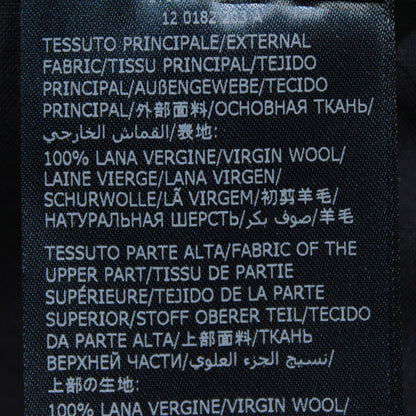 12 0182 203 A
TESSUTO PRINCIPALE/EXTERNAL
FABRIC/TISSU PRINCIPAL/TEJIDO
PRINCIPAL/AUßENGEWEBE/TECIDO
PRINCIPAL/外部面料/ОСНОВНАЯ ТКАНЬ/
القماش الخارجي/表地:
100% LANA VERGINE/VIRGIN WOOL/
LAINE VIERGE/LANA VIRGEN/
SCHURWOLLE/LÃ VIRGEM/初剪羊毛/
НАТУРАЛЬНАЯ ШЕРСТЬ/صوف بكر/羊毛
TESSUTO PARTE ALTA/FABRIC OF THE
UPPER PART/TISSU DE PARTIE
SUPÉRIEURE/TEJIDO DE LA PARTE
SUPERIOR/STOFF OBERER TEIL/TECIDO
DA PARTE ALTA/上部面料/ТКАНЬ
ВЕРХНЕЙ ЧАСТИ/نسيج الجزء العلوي/
上部の生地:
100% LANA VERGINE/VIRGIN WOOL/